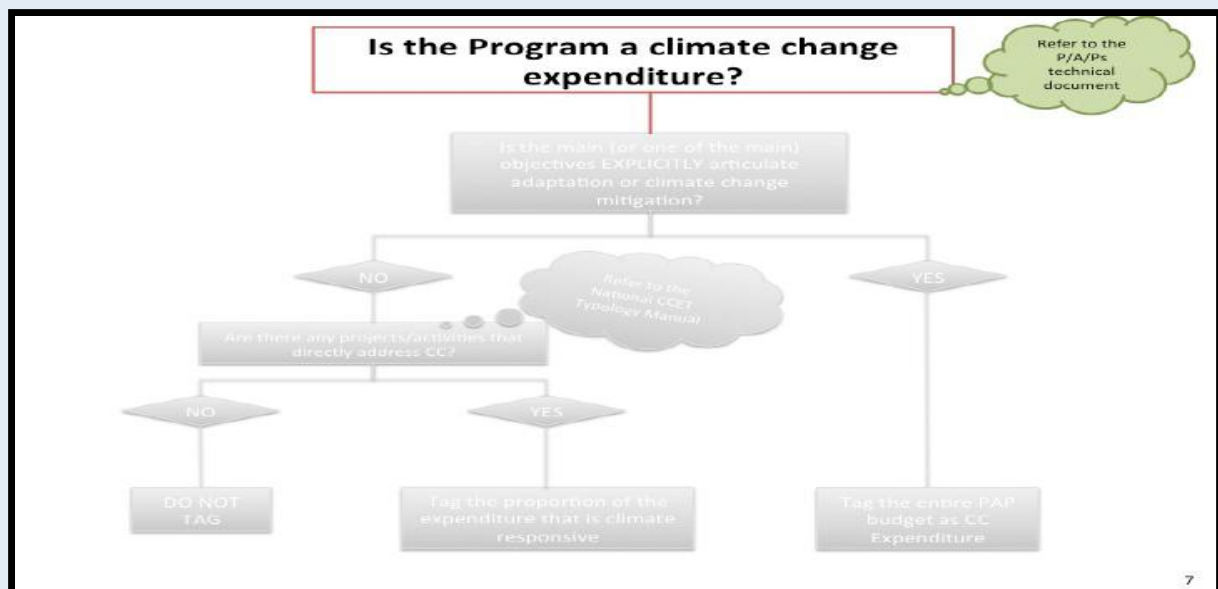 Is the Program a climate change
expenditure?
Refer to the
P/A/Ps
technical
document
Is the main (or one of the main)
objectives EXPLICITLY articulate
adaptation or climate change
mitigation?
NO
Refer to the
National CCET
Typology Manual
YES
Are there any projects/activities that
directly address CC?
NO
YES
DO NOT
TAG
Tag the proportion of the
expenditure that is climate
responsive
Tag the entire PAP
budget as CC
Expenditure
7